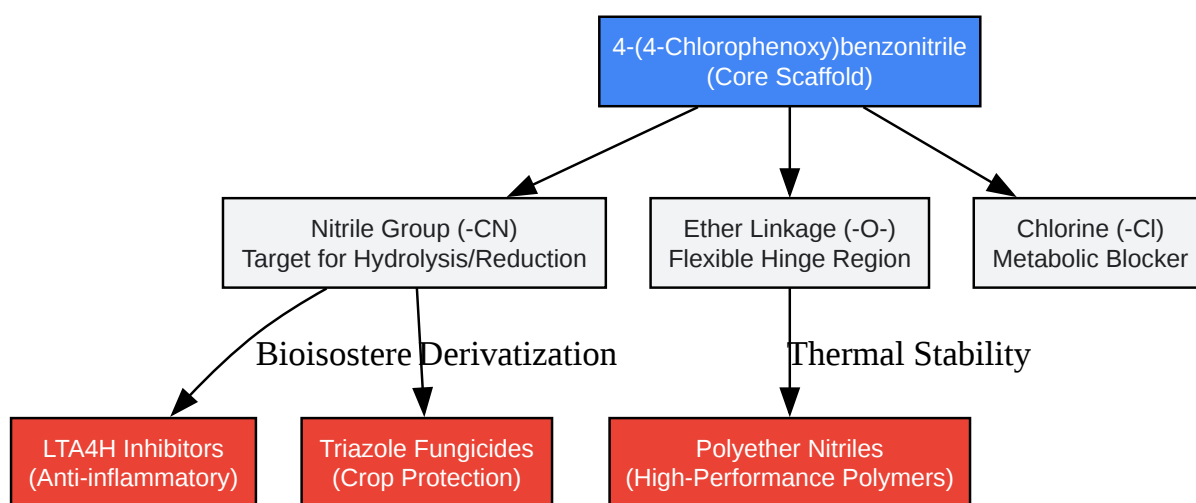 4-(4-Chlorophenoxy)benzonitrile
(Core Scaffold)
Nitrile Group (-CN)
Target for Hydrolysis/Reduction
Ether Linkage (-O-)
Flexible Hinge Region
Chlorine (-Cl)
Metabolic Blocker
Bioisostere
Derivatization
Thermal Stability
LTA4H Inhibitors
(Anti-inflammatory)
Triazole Fungicides
(Crop Protection)
Polyether Nitriles
(High-Performance Polymers)